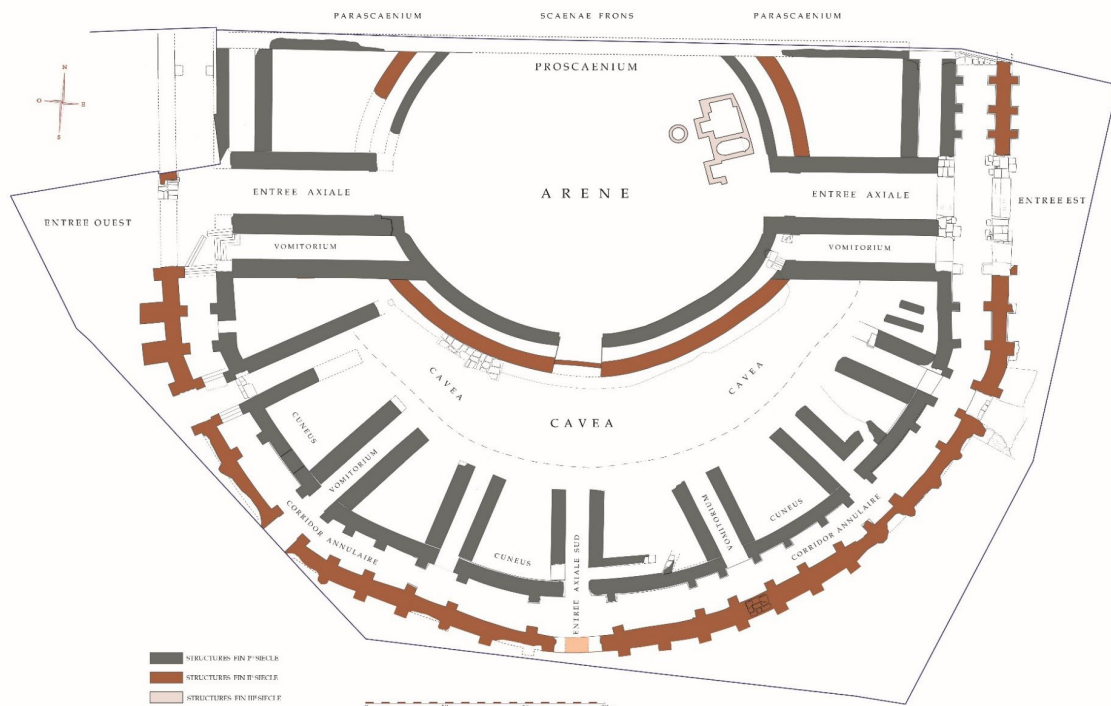 PARASCAENIUM
SCAENAE FRONS
PARASCAENIUM
PROSCAENIUM
N
O
E
S
ENTREE AXIALE
ARENE
ENTREE AXIALE
ENTREE OUEST
ENTREE EST
VOMITORIUM
VOMITORIUM
CAVEA
CAVEA
CAVEA
CUNEUS
VOMITORIUM
CORRIDOR ANNULAIRE
CUNEUS
ENTRÉE AXIALE SUD
VOMITORIUM
CUNEUS
CORRIDOR ANNULAIRE
STRUCTURES FIN Iᵉʳ SIECLE
STRUCTURES FIN IIᵉ SIECLE
STRUCTURES FIN IIIᵉ SIECLE